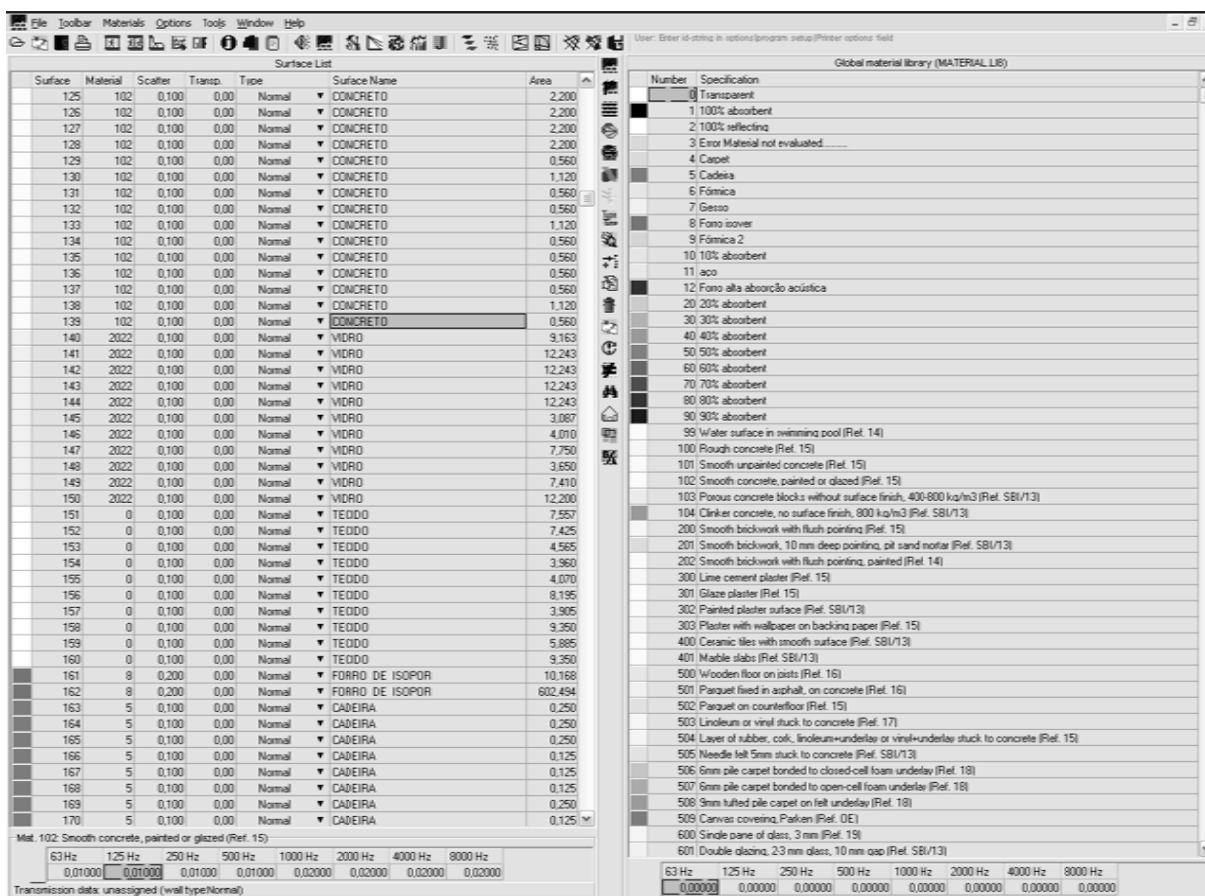 File Toolbar Materials Options Tools Window Help
User: Enter id-string in options|program setup|Printer options field
Surface List
Surface Material Scatter Transp. Type Surface Name Area
125 102 0,100 0,00 Normal CONCRETO 2,200
126 102 0,100 0,00 Normal CONCRETO 2,200
127 102 0,100 0,00 Normal CONCRETO 2,200
128 102 0,100 0,00 Normal CONCRETO 2,200
129 102 0,100 0,00 Normal CONCRETO 0,560
130 102 0,100 0,00 Normal CONCRETO 1,120
131 102 0,100 0,00 Normal CONCRETO 0,560
132 102 0,100 0,00 Normal CONCRETO 0,560
133 102 0,100 0,00 Normal CONCRETO 1,120
134 102 0,100 0,00 Normal CONCRETO 0,560
135 102 0,100 0,00 Normal CONCRETO 0,560
136 102 0,100 0,00 Normal CONCRETO 0,560
137 102 0,100 0,00 Normal CONCRETO 0,560
138 102 0,100 0,00 Normal CONCRETO 1,120
139 102 0,100 0,00 Normal CONCRETO 0,560
140 2022 0,100 0,00 Normal VIDRO 9,163
141 2022 0,100 0,00 Normal VIDRO 12,243
142 2022 0,100 0,00 Normal VIDRO 12,243
143 2022 0,100 0,00 Normal VIDRO 12,243
144 2022 0,100 0,00 Normal VIDRO 12,243
145 2022 0,100 0,00 Normal VIDRO 3,087
146 2022 0,100 0,00 Normal VIDRO 4,010
147 2022 0,100 0,00 Normal VIDRO 7,750
148 2022 0,100 0,00 Normal VIDRO 3,650
149 2022 0,100 0,00 Normal VIDRO 7,410
150 2022 0,100 0,00 Normal VIDRO 12,200
151 0 0,100 0,00 Normal TECIDO 7,557
152 0 0,100 0,00 Normal TECIDO 7,425
153 0 0,100 0,00 Normal TECIDO 4,565
154 0 0,100 0,00 Normal TECIDO 3,960
155 0 0,100 0,00 Normal TECIDO 4,070
156 0 0,100 0,00 Normal TECIDO 8,195
157 0 0,100 0,00 Normal TECIDO 3,905
158 0 0,100 0,00 Normal TECIDO 9,350
159 0 0,100 0,00 Normal TECIDO 5,885
160 0 0,100 0,00 Normal TECIDO 9,350
161 8 0,200 0,00 Normal FORRO DE ISOPOR 10,168
162 8 0,200 0,00 Normal FORRO DE ISOPOR 602,494
163 5 0,100 0,00 Normal CADEIRA 0,250
164 5 0,100 0,00 Normal CADEIRA 0,250
165 5 0,100 0,00 Normal CADEIRA 0,250
166 5 0,100 0,00 Normal CADEIRA 0,125
167 5 0,100 0,00 Normal CADEIRA 0,125
168 5 0,100 0,00 Normal CADEIRA 0,125
169 5 0,100 0,00 Normal CADEIRA 0,250
170 5 0,100 0,00 Normal CADEIRA 0,125
Mat. 102: Smooth concrete, painted or glazed (Ref. 15)
63 Hz 125 Hz 250 Hz 500 Hz 1000 Hz 2000 Hz 4000 Hz 8000 Hz
0,01000 0,01000 0,01000 0,01000 0,02000 0,02000 0,02000 0,02000
Transmission data: unassigned (wall type:Normal)
Global material library (MATERIAL.LI8)
Number Specification
0 Transparent
1 100% absorbent
2 100% reflecting
3 Error Material not evaluated.........
4 Carpet
5 Cadeira
6 Fórmica
7 Gesso
8 Forro isover
9 Fórmica 2
10 10% absorbent
11 aço
12 Forro alta absorção acústica
20 20% absorbent
30 30% absorbent
40 40% absorbent
50 50% absorbent
60 60% absorbent
70 70% absorbent
80 80% absorbent
90 90% absorbent
99 Water surface in swimming pool (Ref. 14)
100 Rough concrete (Ref. 15)
101 Smooth unpainted concrete (Ref. 15)
102 Smooth concrete, painted or glazed (Ref. 15)
103 Porous concrete blocks without surface finish, 400-800 kg/m3 (Ref. SBI/13)
104 Clinker concrete, no surface finish, 800 kg/m3 (Ref. SBI/13)
200 Smooth brickwork with flush pointing (Ref. 15)
201 Smooth brickwork, 10 mm deep pointing, pit sand mortar (Ref. SBI/13)
202 Smooth brickwork with flush pointing, painted (Ref. 14)
300 Lime cement plaster (Ref. 15)
301 Glaze plaster (Ref. 15)
302 Painted plaster surface (Ref. SBI/13)
303 Plaster with wallpaper on backing paper (Ref. 15)
400 Ceramic tiles with smooth surface (Ref. SBI/13)
401 Marble slabs (Ref. SBI/13)
500 Wooden floor on joists (Ref. 16)
501 Parquet fixed in asphalt, on concrete (Ref. 16)
502 Parquet on counterfloor (Ref. 15)
503 Linoleum or vinyl stuck to concrete (Ref. 17)
504 Layer of rubber, cork, linoleum+underlay or vinyl+underlay stuck to concrete (Ref. 15)
505 Needle felt 5mm stuck to concrete (Ref. SBI/13)
506 6mm pile carpet bonded to closed-cell foam underlay (Ref. 18)
507 6mm pile carpet bonded to open-cell foam underlay (Ref. 18)
508 9mm tufted pile carpet on felt underlay (Ref. 18)
509 Canvas covering, Parken (Ref. OE)
600 Single pane of glass, 3 mm (Ref. 19)
601 Double glazing, 2-3 mm glass, 10 mm gap (Ref. SBI/13)
63 Hz 125 Hz 250 Hz 500 Hz 1000 Hz 2000 Hz 4000 Hz 8000 Hz
0,00000 0,00000 0,00000 0,00000 0,00000 0,00000 0,00000 0,00000